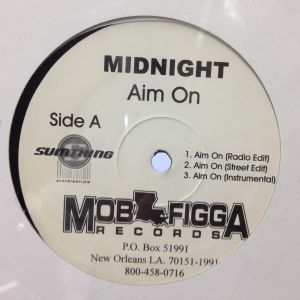 MIDNIGHT
Aim On
Side A
SUMTHING
DISTRIBUTION
1. Aim On (Radio Edit)
2. Aim On (Street Edit)
3. Aim On (Instrumental)
MOB FIGGA
RECORDS
P.O. Box 51991
New Orleans LA. 70151-1991
800-458-0716